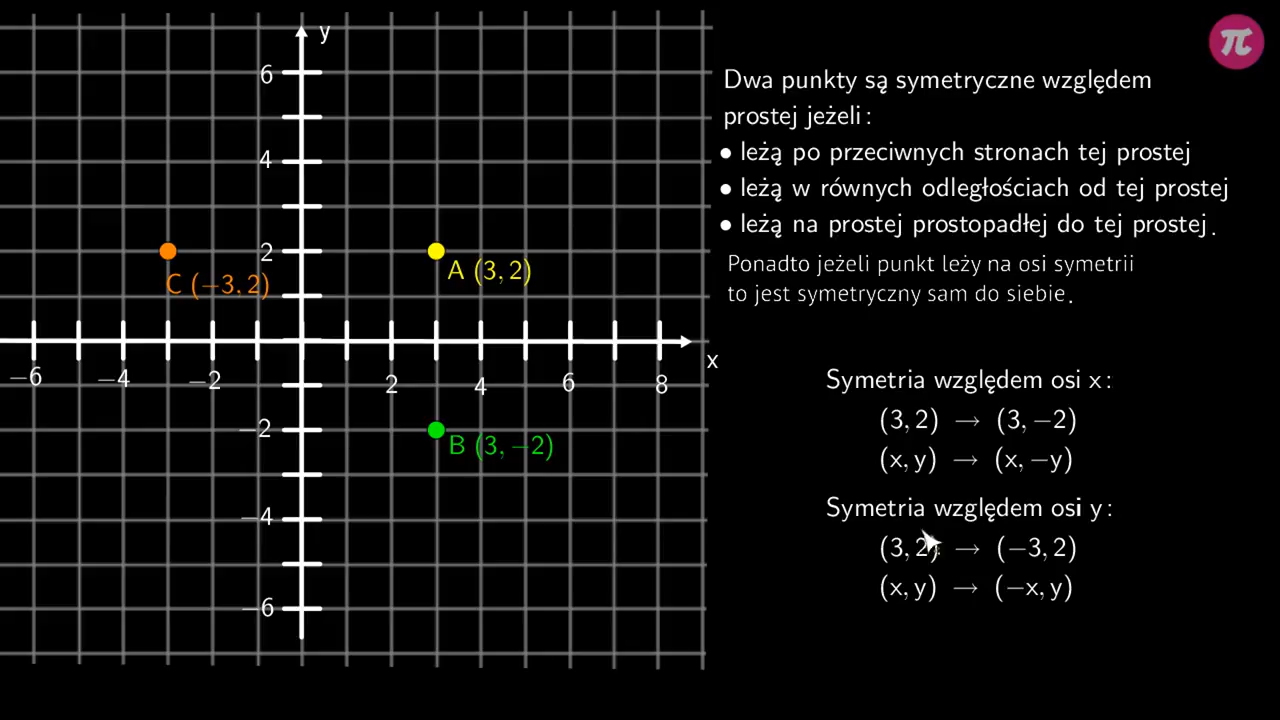 π
y
6
4
2
−2
−4
−6
−6
−4
−2
2
4
6
8
x
C (−3, 2)
A (3, 2)
B (3, −2)
Dwa punkty są symetryczne względem
prostej jeżeli:
• leżą po przeciwnych stronach tej prostej
• leżą w równych odległościach od tej prostej
• leżą na prostej prostopadłej do tej prostej.
Ponadto jeżeli punkt leży na osi symetrii
to jest symetryczny sam do siebie.
Symetria względem osi x:
(3, 2) → (3, −2)
(x, y) → (x, −y)
Symetria względem osi y:
(3, 2) → (−3, 2)
(x, y) → (−x, y)